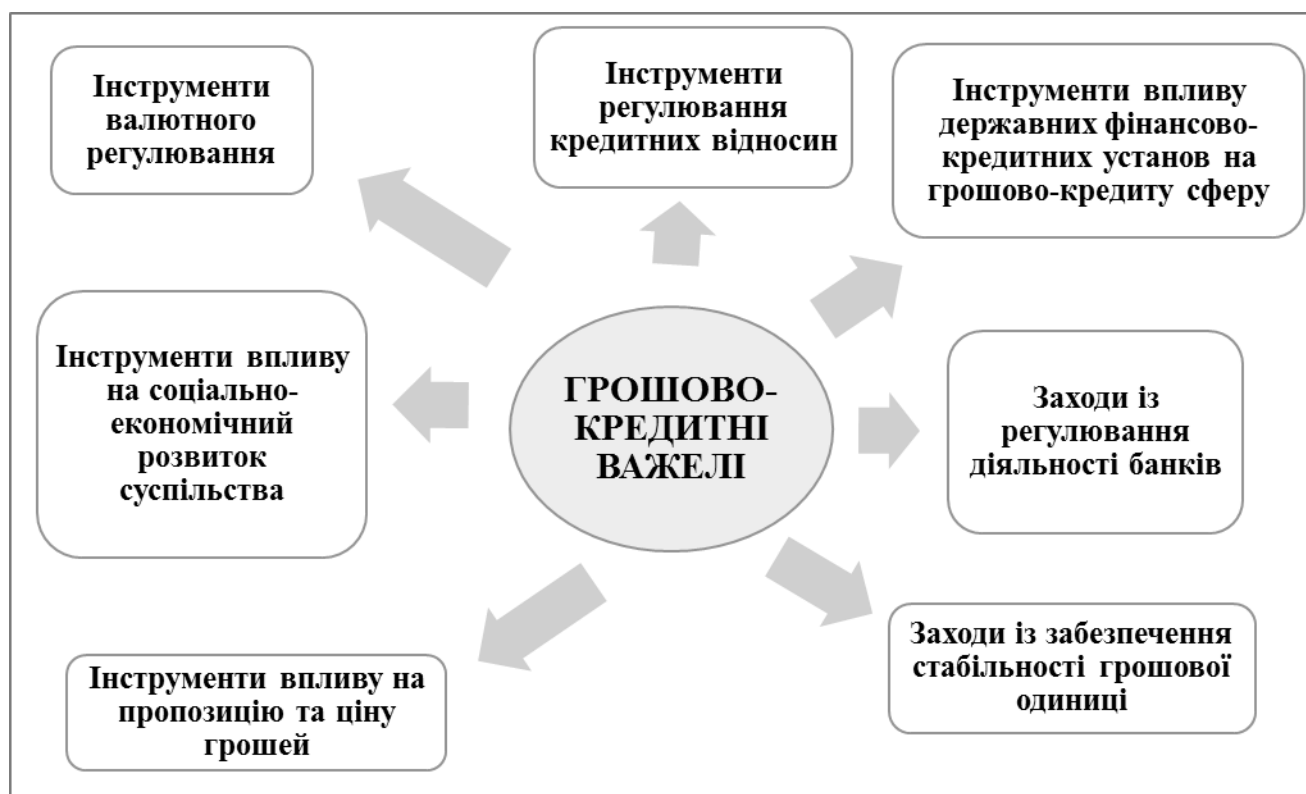 Інструменти
валютного
регулювання
Інструменти
регулювання
кредитних відносин
Інструменти впливу
державних фінансово-
кредитних установ на
грошово-кредиту сферу
Інструменти впливу
на соціально-
економічний
розвиток
суспільства
ГРОШОВО-
КРЕДИТНІ
ВАЖЕЛІ
Заходи із
регулювання
діяльності банків
Інструменти впливу на
пропозицію та ціну
грошей
Заходи із забезпечення
стабільності грошової
одиниці